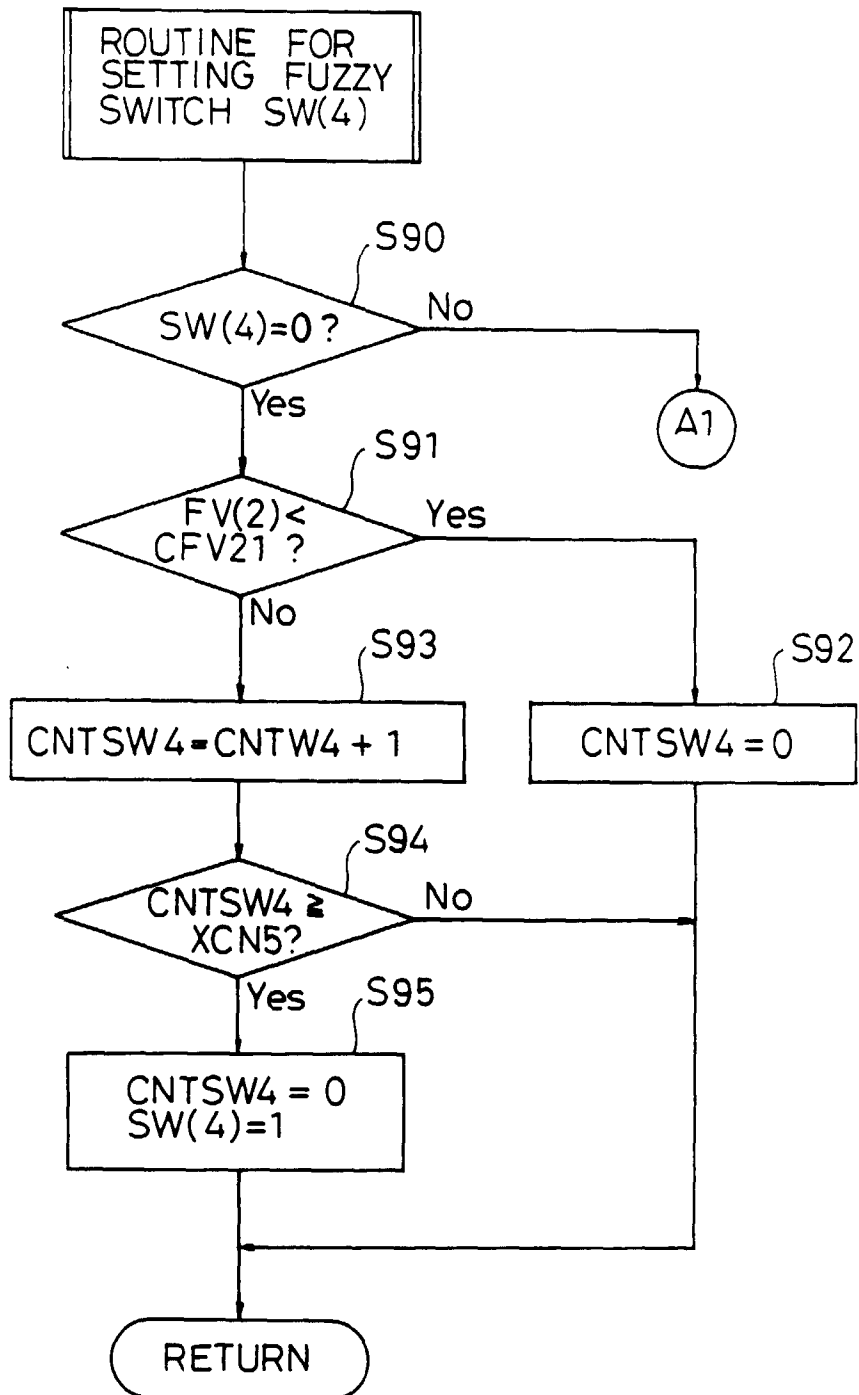 ROUTINE FOR
SETTING FUZZY
SWITCH SW(4)
S90
SW(4)=0?
No
Yes
A1
S91
FV(2)<
CFV21 ?
Yes
No
S93
CNTSW4=CNTW4 + 1
S92
CNTSW4=0
S94
CNTSW4 ≧
XCN5?
No
Yes
S95
CNTSW4 = 0
SW(4)=1
RETURN